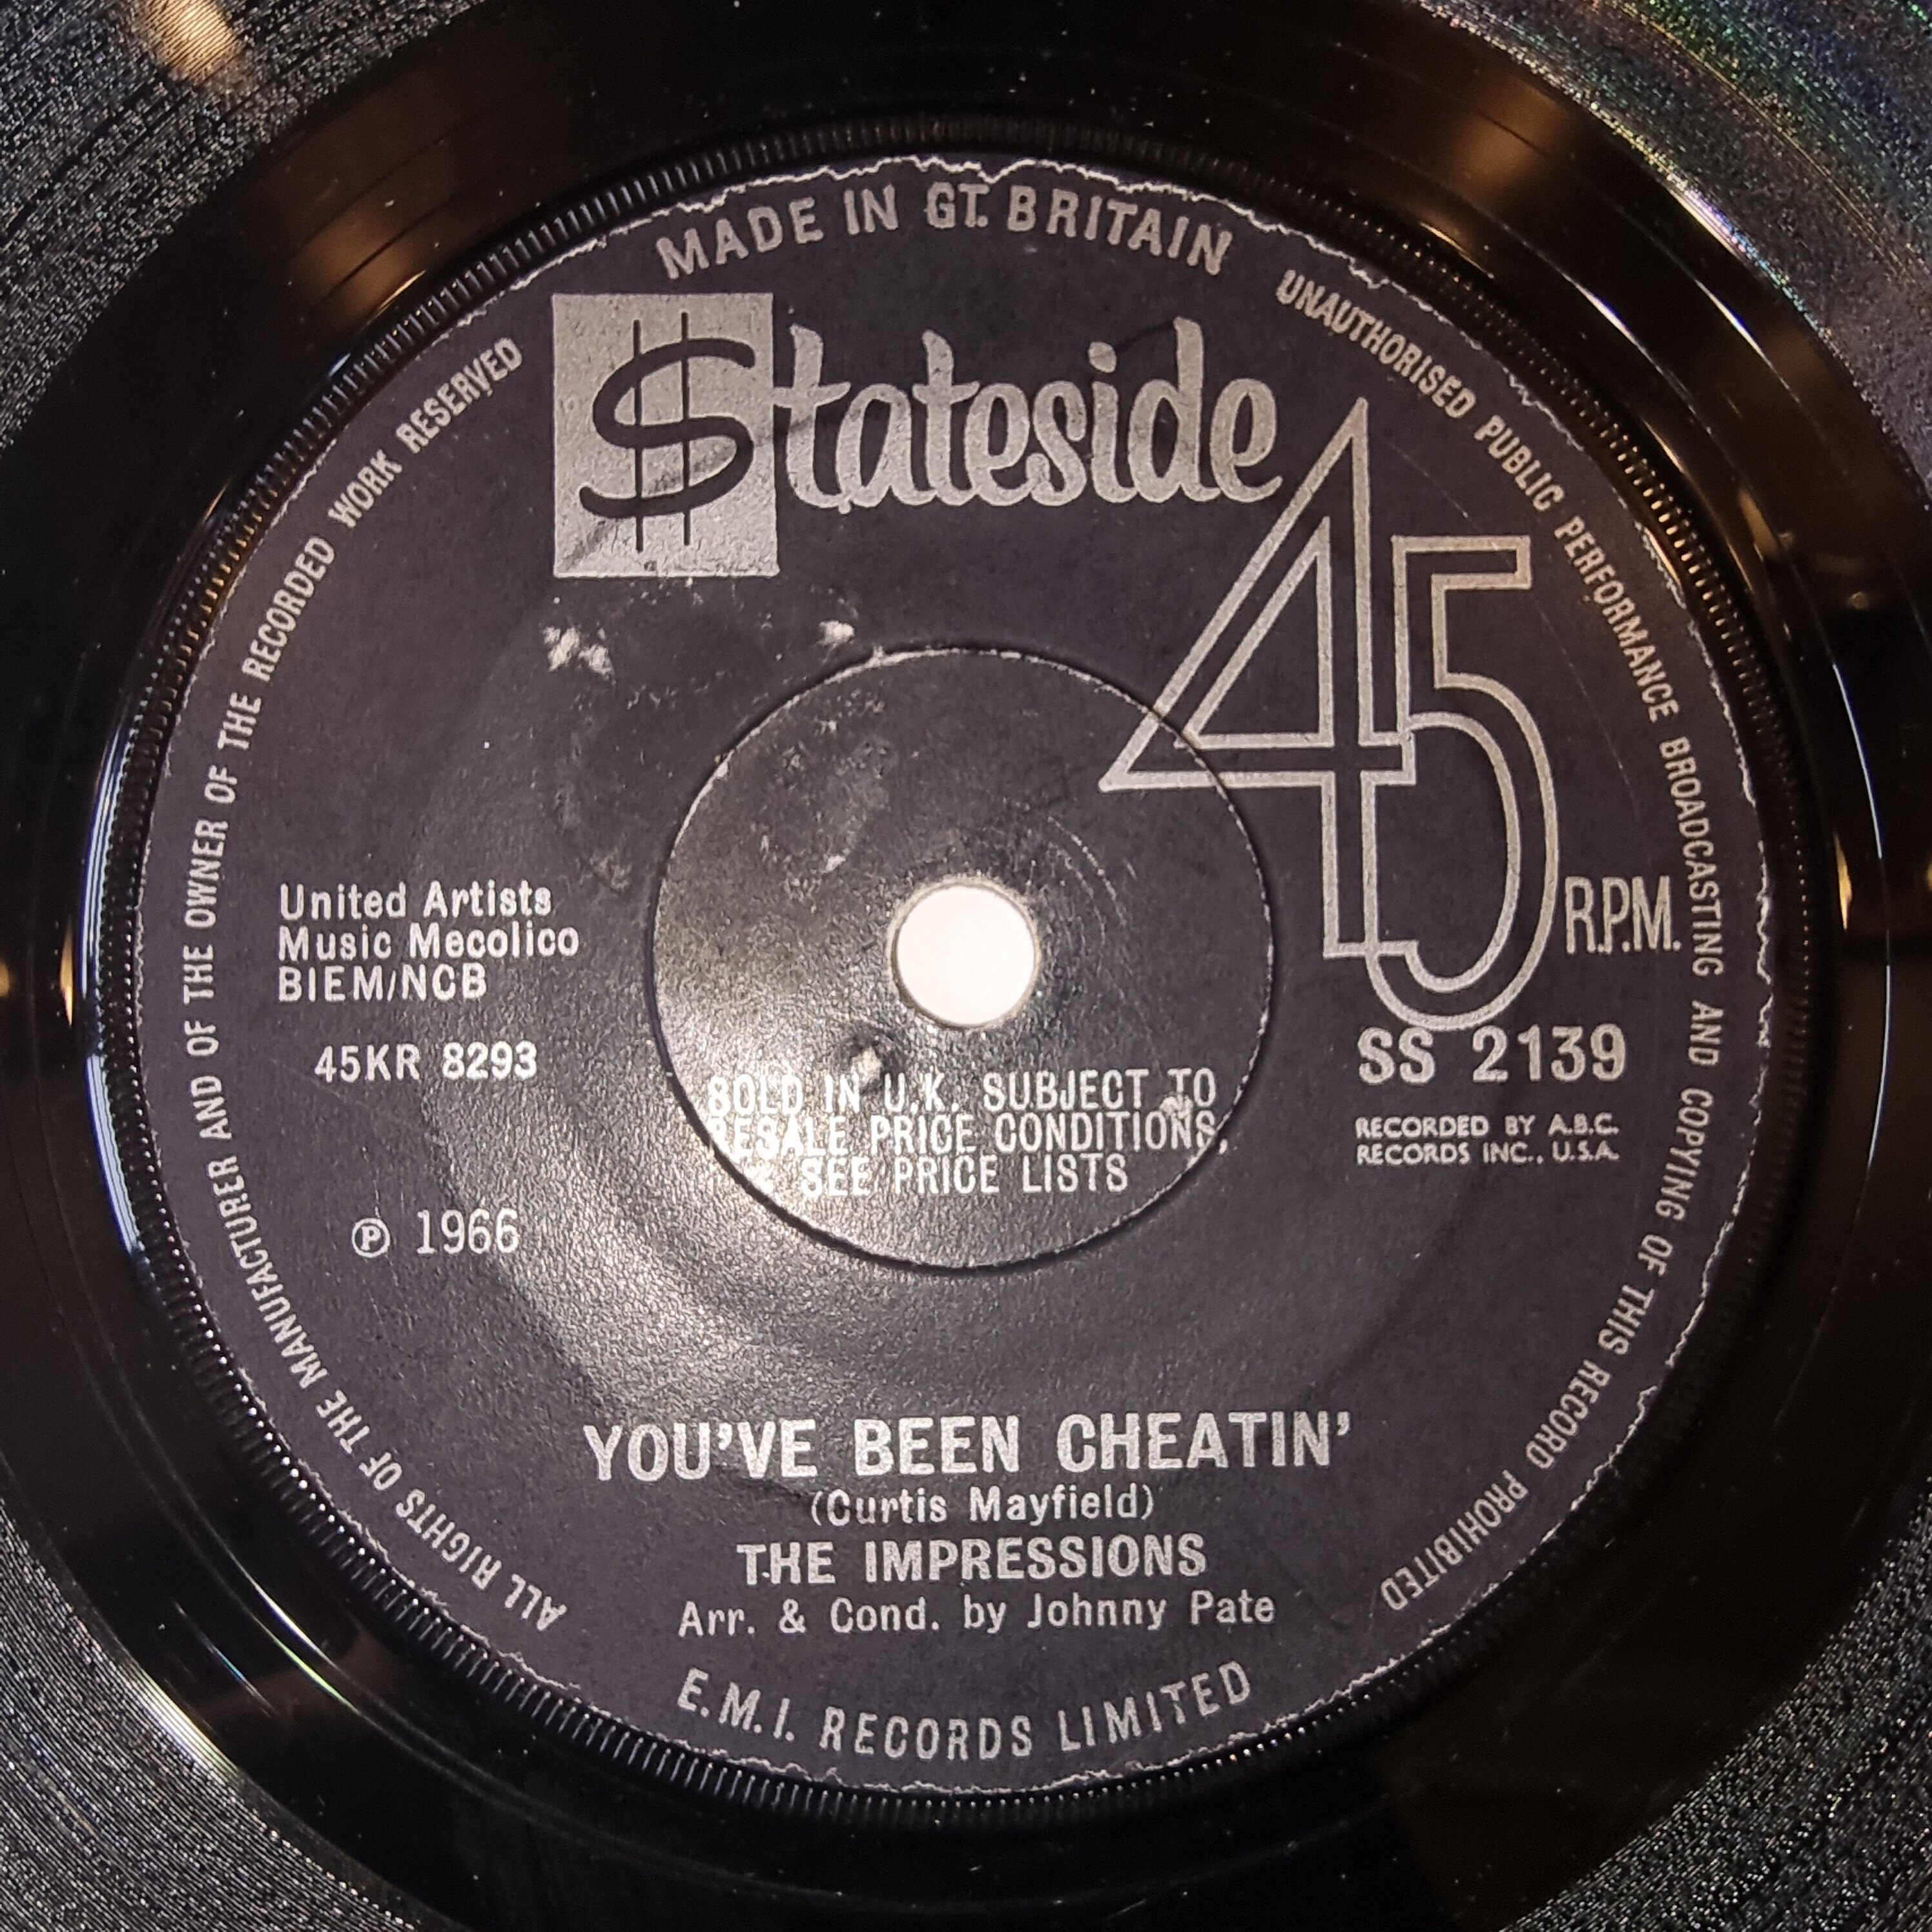 MADE IN GT. BRITAIN
UNAUTHORISED PUBLIC PERFORMANCE BROADCASTING AND COPYING OF THIS RECORD PROHIBITED
ALL RIGHTS OF THE MANUFACTURER AND OF THE OWNER OF THE RECORDED WORK RESERVED
$tateside
45
R.P.M.
United Artists
Music Mecolico
BIEM/NCB
45KR 8293
℗ 1966
SS 2139
RECORDED BY A.B.C.
RECORDS INC., U.S.A.
SOLD IN U.K. SUBJECT TO
RESALE PRICE CONDITIONS,
SEE PRICE LISTS
YOU'VE BEEN CHEATIN'
(Curtis Mayfield)
THE IMPRESSIONS
Arr. & Cond. by Johnny Pate
E.M.I. RECORDS LIMITED